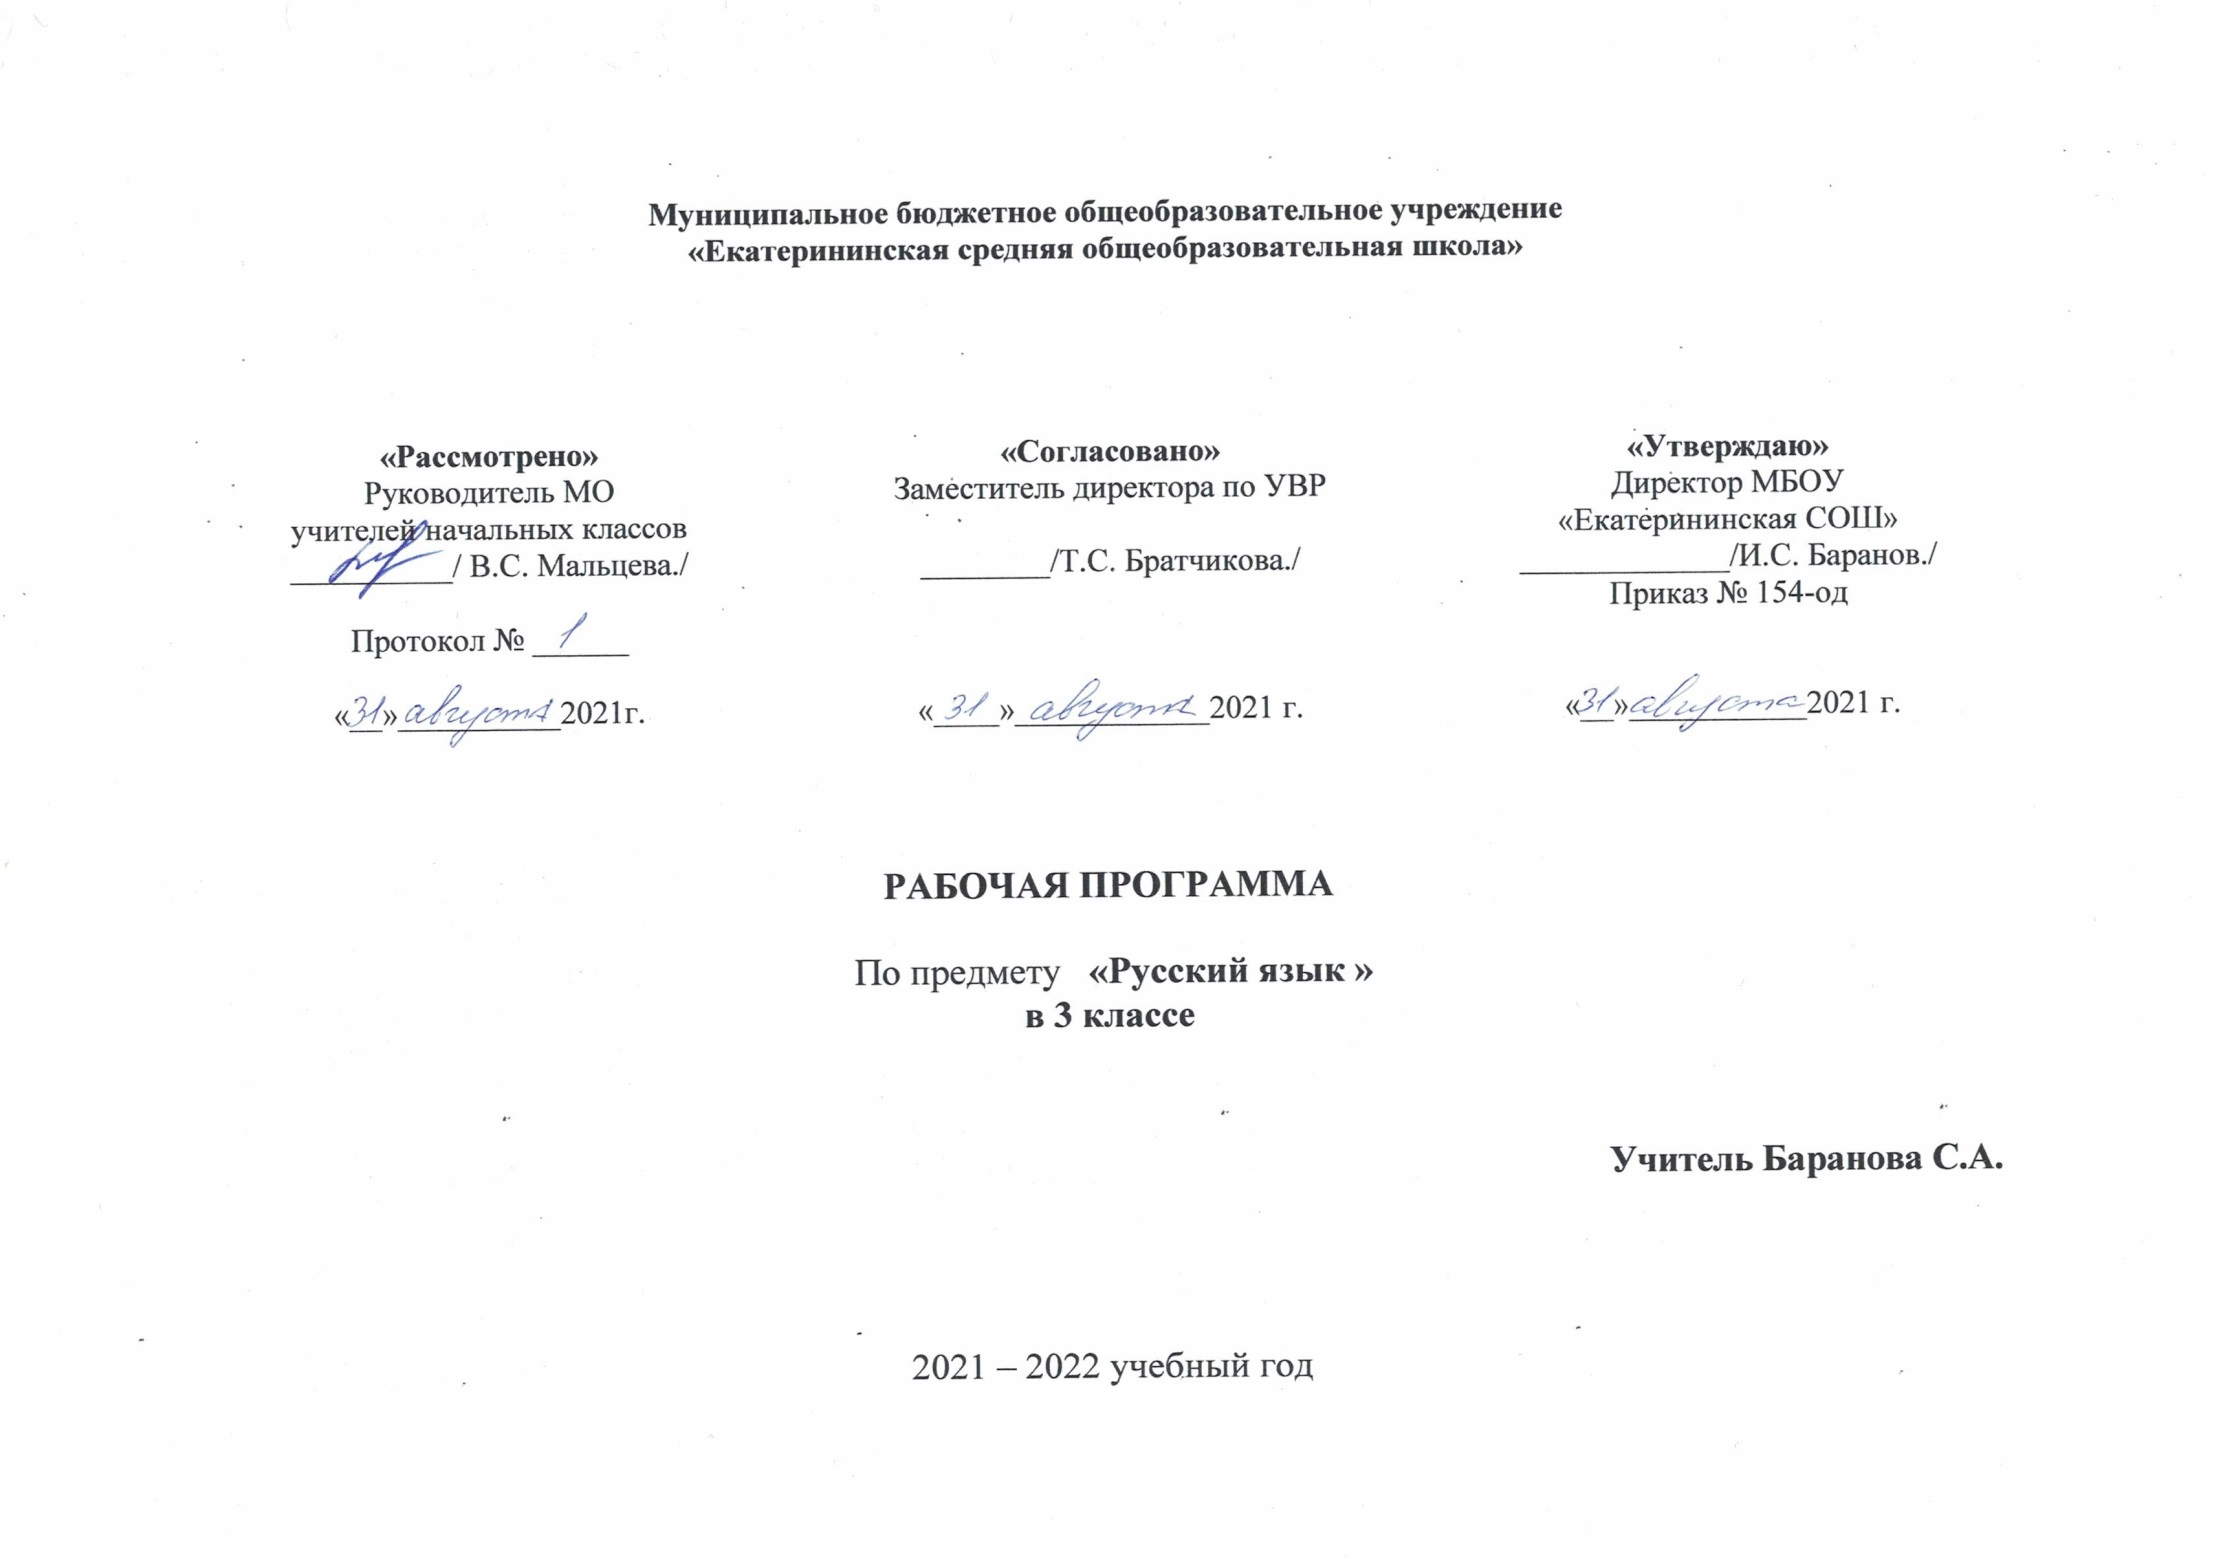 Муниципальное бюджетное общеобразовательное учреждение
«Екатерининская средняя общеобразовательная школа»
«Рассмотрено»
Руководитель МО
учителей начальных классов
____________/ В.С. Мальцева./
Протокол № 1
«31» августа 2021г.
«Согласовано»
Заместитель директора по УВР
________/Т.С. Братчикова./
«31» августа 2021 г.
«Утверждаю»
Директор МБОУ
«Екатерининская СОШ»
_____________/И.С. Баранов./
Приказ № 154-од
«31» августа 2021 г.
РАБОЧАЯ ПРОГРАММА
По предмету «Русский язык »
в 3 классе
Учитель Баранова С.А.
2021 – 2022 учебный год